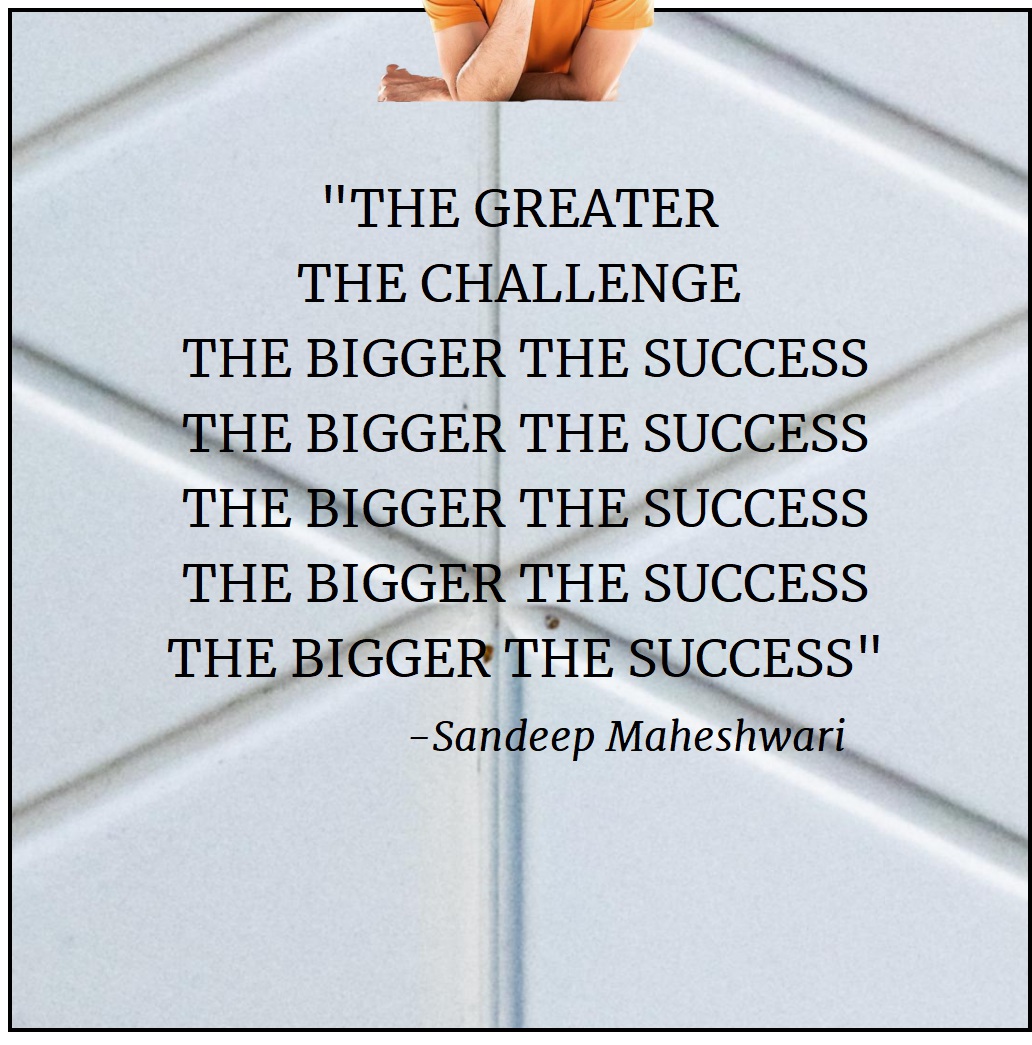 "THE GREATER
THE CHALLENGE
THE BIGGER THE SUCCESS
THE BIGGER THE SUCCESS
THE BIGGER THE SUCCESS
THE BIGGER THE SUCCESS
THE BIGGER THE SUCCESS"
–Sandeep Maheshwari